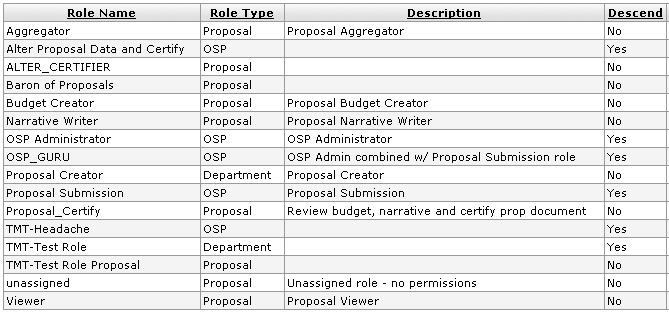 Role Name Role Type Description Descend
Aggregator Proposal Proposal Aggregator No
Alter Proposal Data and Certify OSP Yes
ALTER_CERTIFIER Proposal No
Baron of Proposals Proposal No
Budget Creator Proposal Proposal Budget Creator No
Narrative Writer Proposal Proposal Narrative Writer No
OSP Administrator OSP OSP Administrator Yes
OSP_GURU OSP OSP Admin combined w/ Proposal Submission role Yes
Proposal Creator Department Proposal Creator No
Proposal Submission OSP Proposal Submission Yes
Proposal_Certify Proposal Review budget, narrative and certify prop document No
TMT-Headache OSP Yes
TMT-Test Role Department Yes
TMT-Test Role Proposal Proposal No
unassigned Proposal Unassigned role - no permissions No
Viewer Proposal Proposal Viewer No